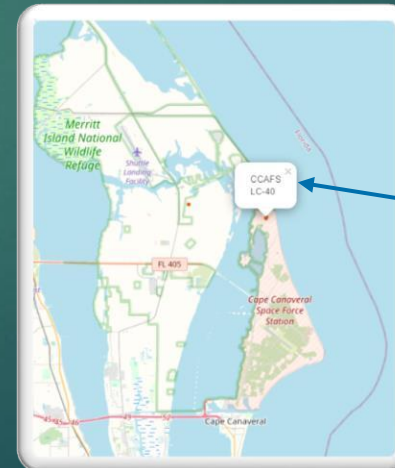 Merritt
Island National
Wildlife
Refuge
Shuttle
Landing
Facility
Florida
CCAFS
LC-40
×
FL 405
Cape Canaveral
Space Force
Station
Cape Canaveral